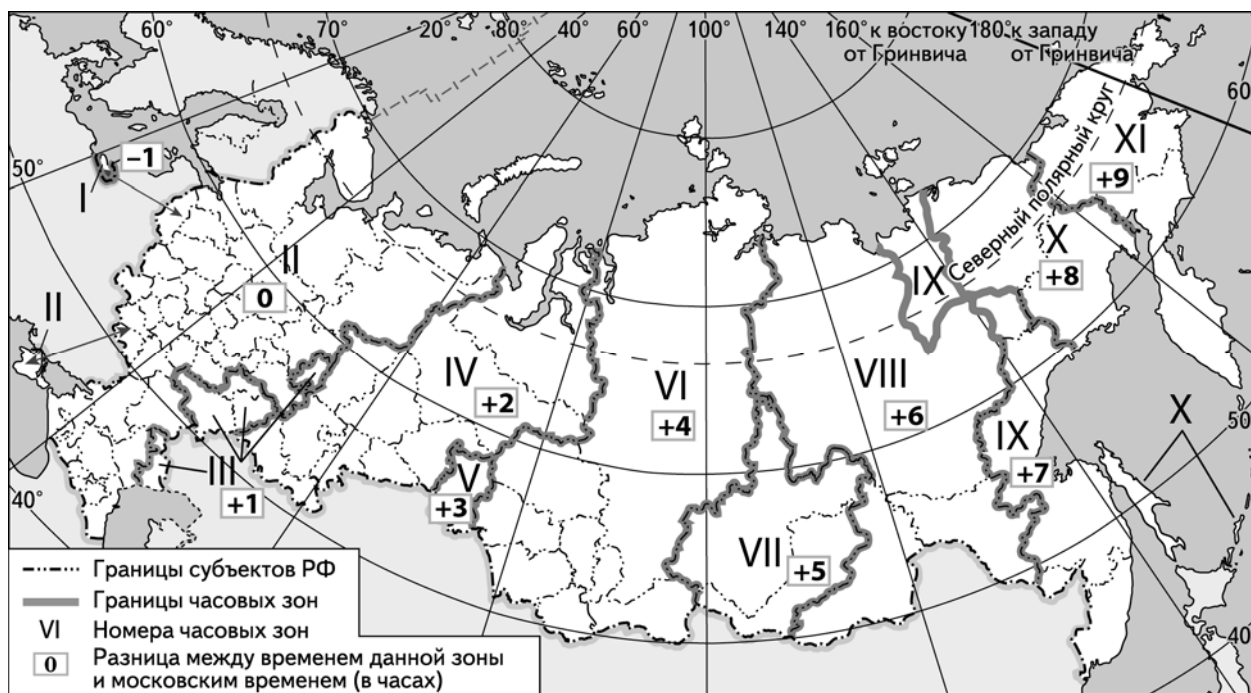 60° 70° 20° 40° 60° 80° 100° 120° 140° 160° к востоку 180° к западу
от Гринвича от Гринвича
60
50°
–1
I
Северный полярный круг
XI
+9
II
0
IX
X
+8
II
IV
+2
VI
+4
VIII
+6
X
50
IX
+7
III
+1
V
+3
VII
+5
40°
40
Границы субъектов РФ
Границы часовых зон
VI Номера часовых зон
0 Разница между временем данной зоны
и московским временем (в часах)